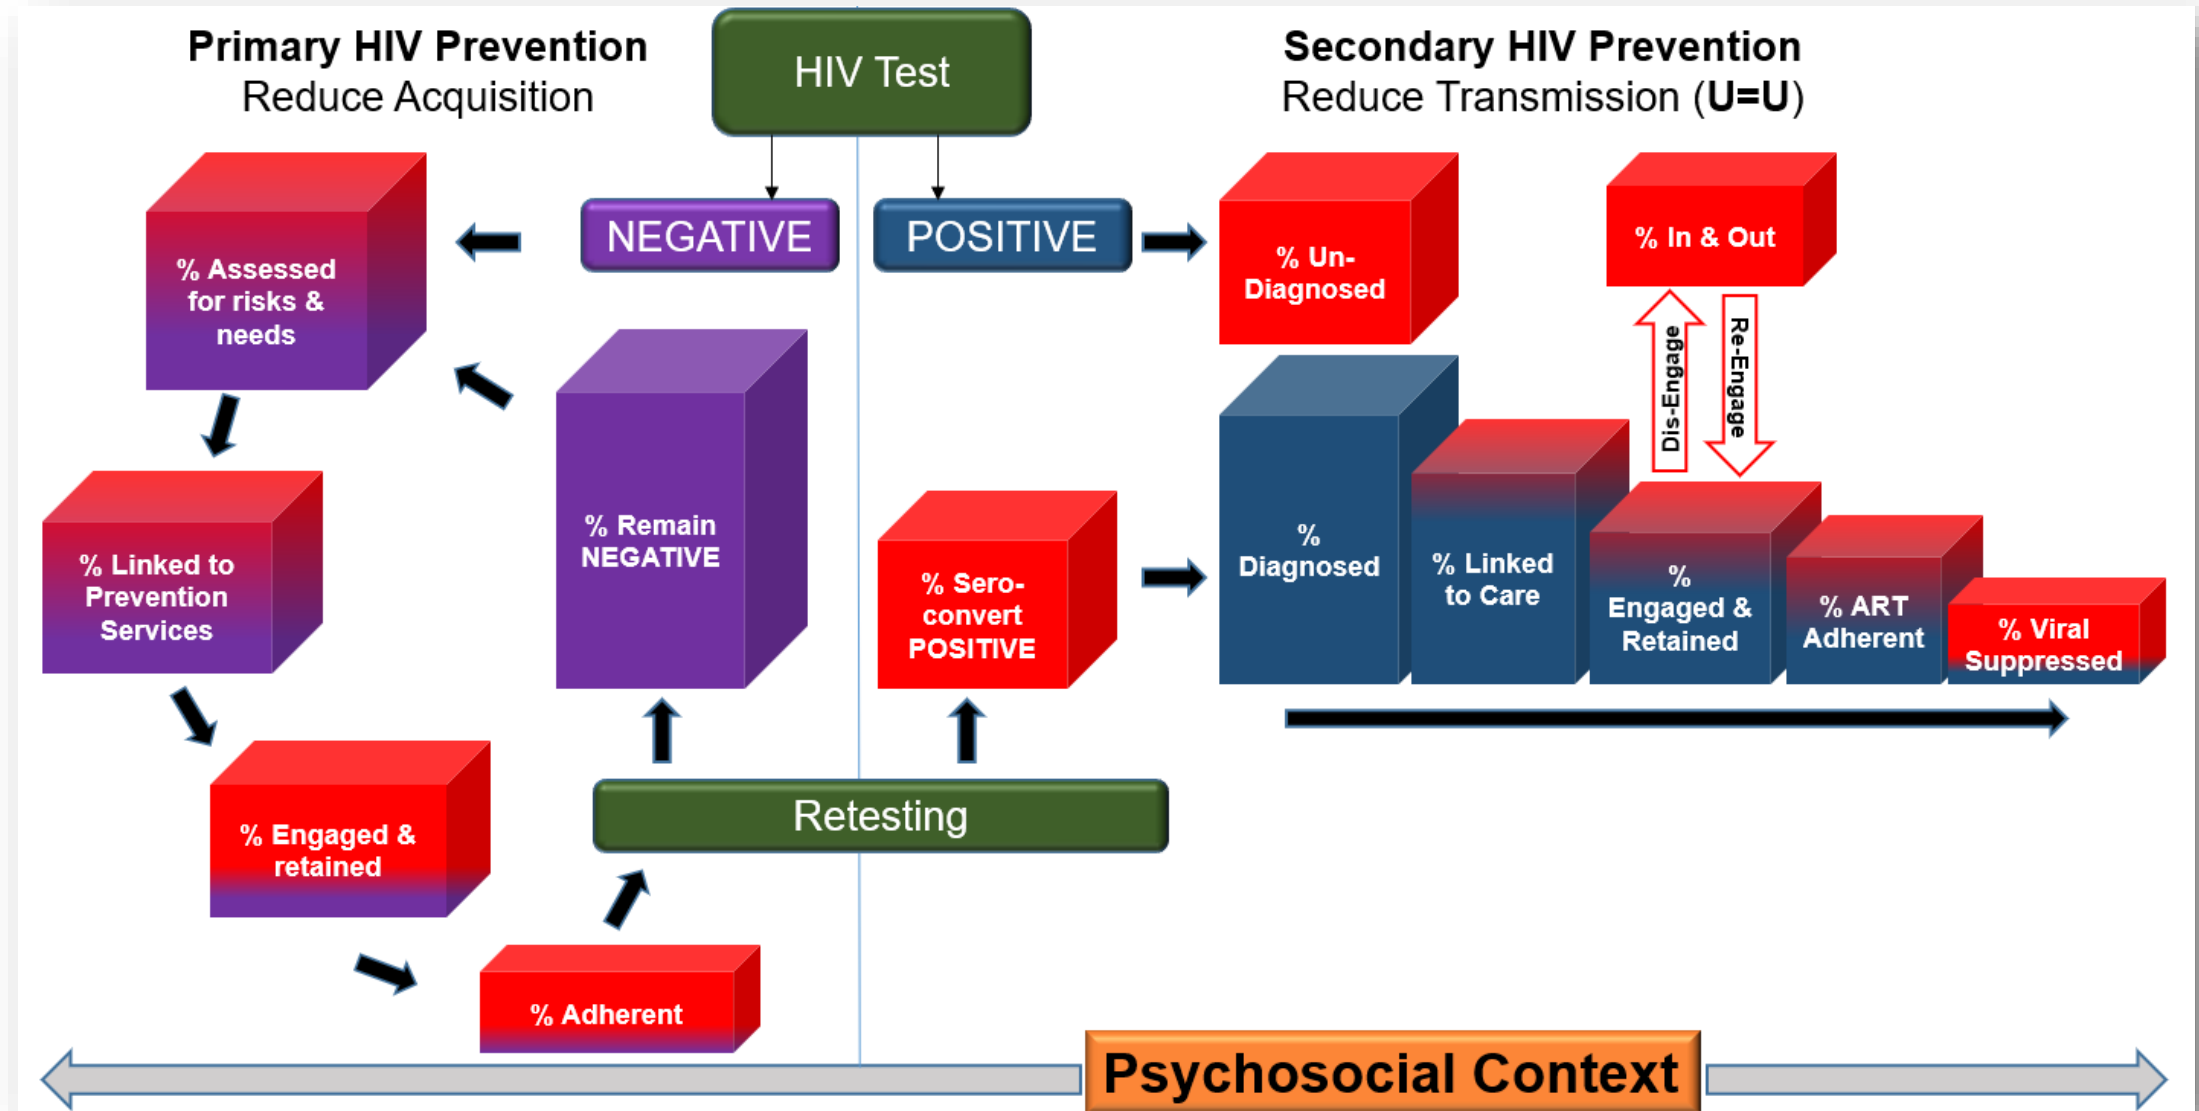 Primary HIV Prevention
Reduce Acquisition
HIV Test
Secondary HIV Prevention
Reduce Transmission (U=U)
NEGATIVE
POSITIVE
% Assessed
for risks &
needs
% Linked to
Prevention
Services
% Engaged &
retained
% Adherent
Retesting
% Remain
NEGATIVE
% Sero-
convert
POSITIVE
% Un-
Diagnosed
% In & Out
Dis-Engage
Re-Engage
%
Diagnosed
% Linked
to Care
%
Engaged &
Retained
% ART
Adherent
% Viral
Suppressed
Psychosocial Context